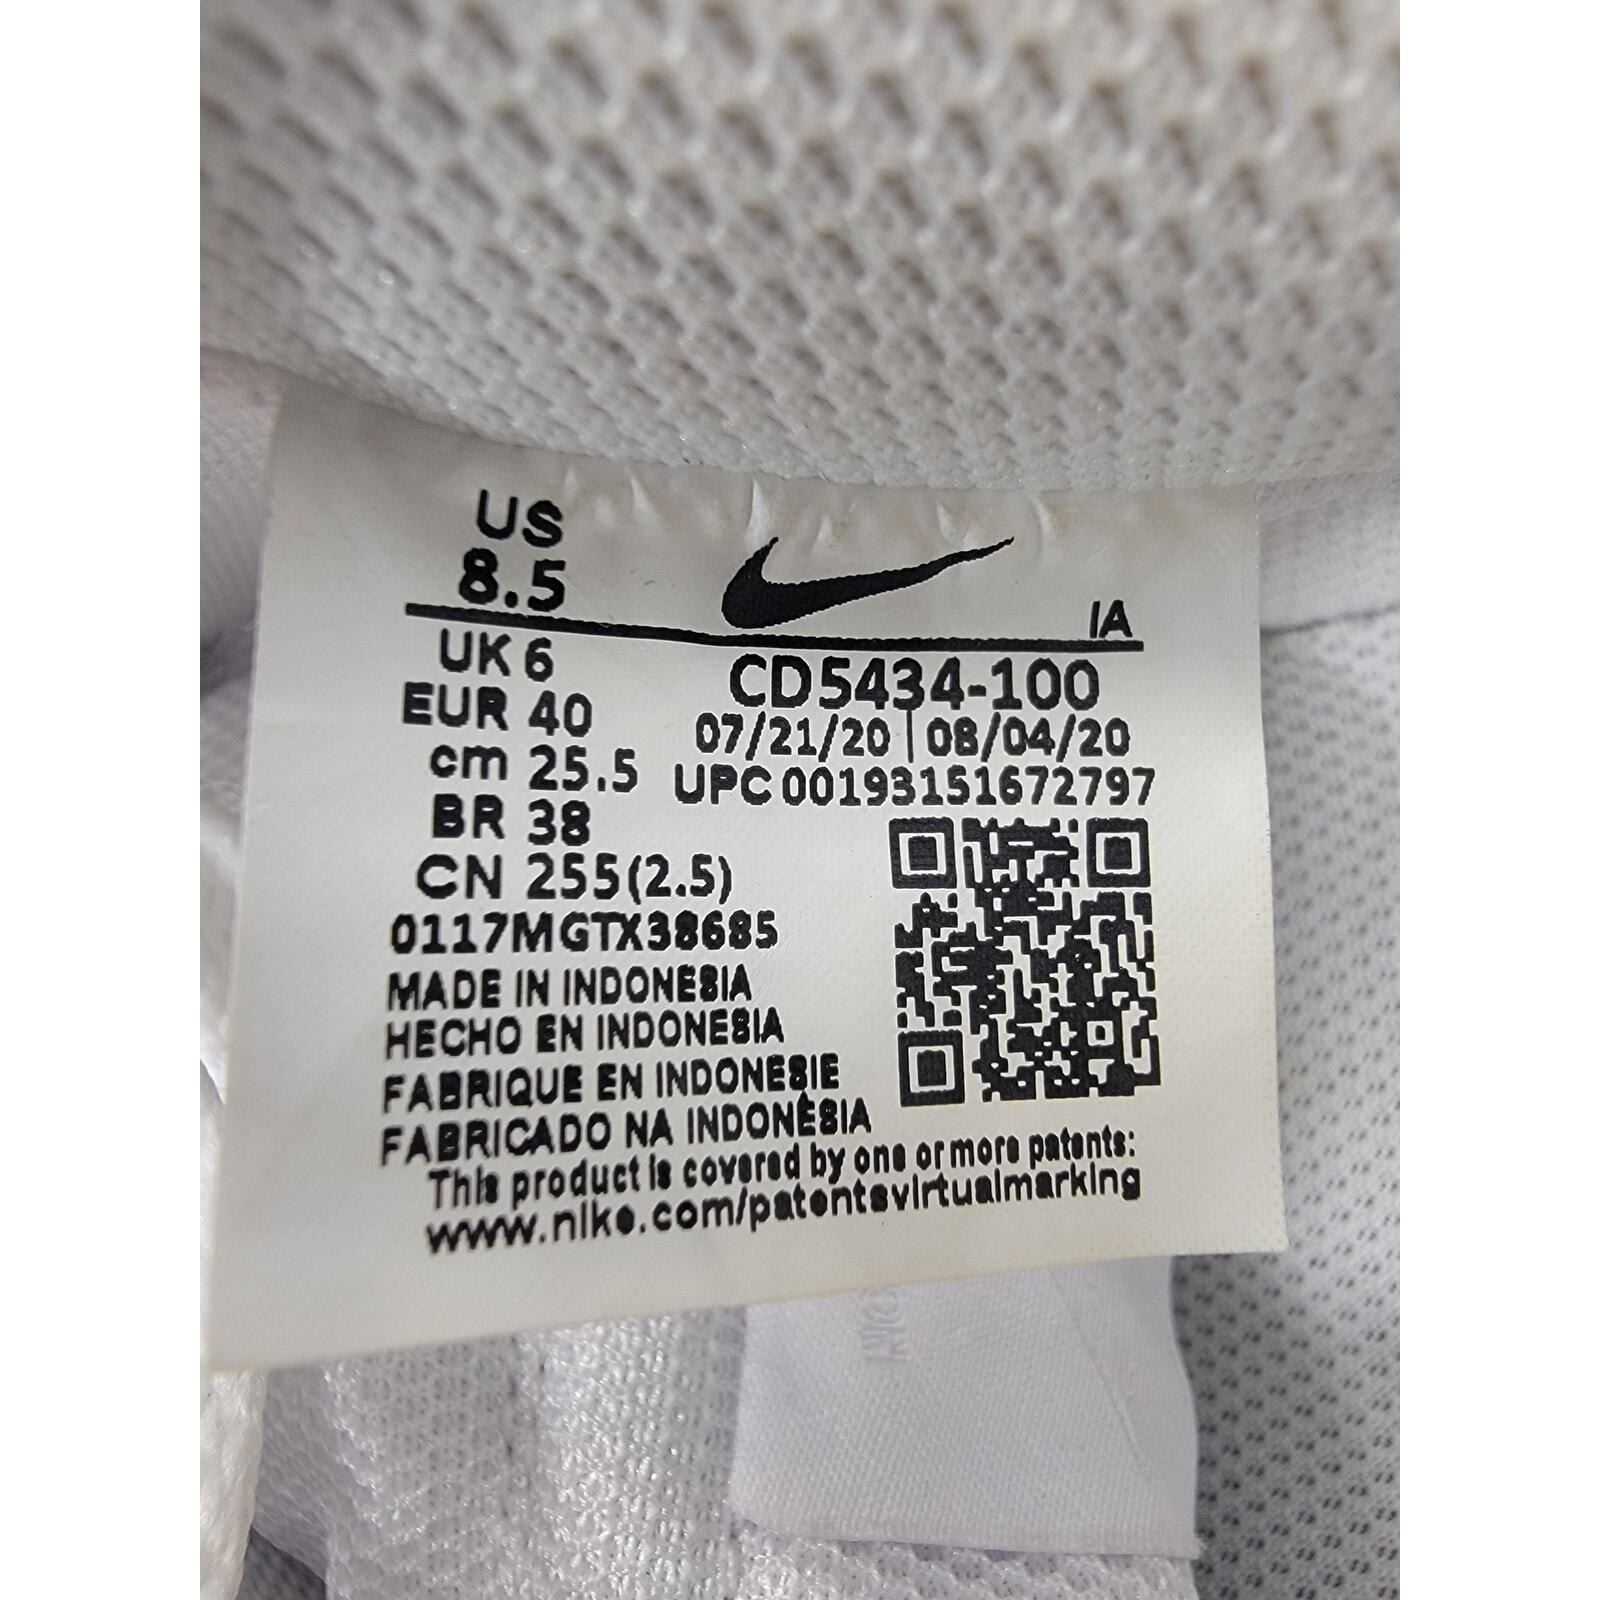 US
8.5
IA
UK 6
EUR 40
cm 25.5
BR 38
CN 255(2.5)
CD5434-100
07/21/20 | 08/04/20
UPC 00193151672797
0117MGTX38685
MADE IN INDONESIA
HECHO EN INDONESIA
FABRIQUE EN INDONESIE
FABRICADO NA INDONÉSIA
This product is covered by one or more patents:
www.nike.com/patentsvirtualmarking